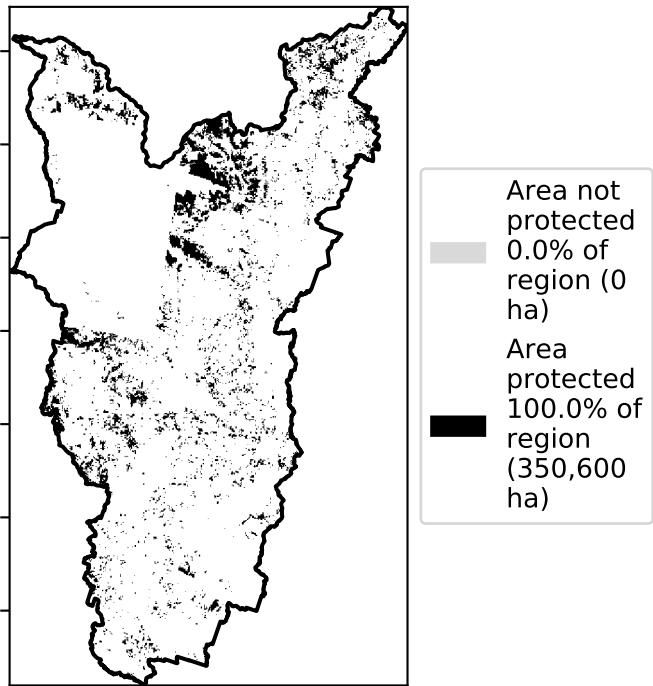 Area not
protected
0.0% of
region (0
ha)
Area
protected
100.0% of
region
(350,600
ha)